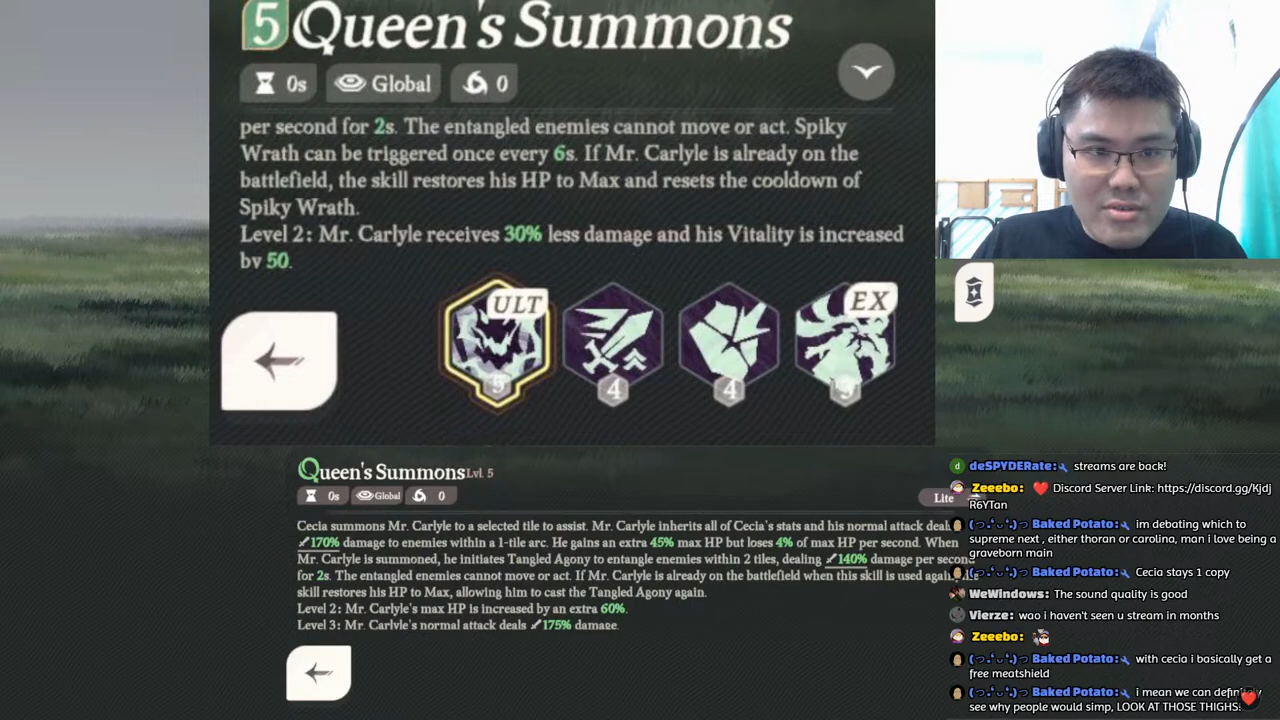 5 Queen's Summons
0s Global 0
per second for 2s. The entangled enemies cannot move or act. Spiky
Wrath can be triggered once every 6s. If Mr. Carlyle is already on the
battlefield, the skill restores his HP to Max and resets the cooldown of
Spiky Wrath.
Level 2: Mr. Carlyle receives 30% less damage and his Vitality is increased
by 50.
ULT
EX
4
4
Queen's Summons Lvl. 5
0s Global 0
Lite
Cecia summons Mr. Carlyle to a selected tile to assist. Mr. Carlyle inherits all of Cecia's stats and his normal attack deals
170% damage to enemies within a 1-tile arc. He gains an extra 45% max HP but loses 4% of max HP per second. When
Mr. Carlyle is summoned, he initiates Tangled Agony to entangle enemies within 2 tiles, dealing 140% damage per second
for 2s. The entangled enemies cannot move or act. If Mr. Carlyle is already on the battlefield when this skill is used again,
skill restores his HP to Max, allowing him to cast the Tangled Agony again.
Level 2: Mr. Carlyle's max HP is increased by an extra 60%.
Level 3: Mr. Carlyle's normal attack deals 175% damage.
d deSPYDERate: streams are back!
Zeeebo: ❤️ Discord Server Link: https://discord.gg/Kjdj
R6YTan
Baked Potato: im debating which to
supreme next , either thoran or carolina, man i love being a
graveborn main
Baked Potato: Cecia stays 1 copy
WeWindows: The sound quality is good
Vierze: wao i haven't seen u stream in months
Zeeebo:
Baked Potato: with cecia i basically get a
free meatshield
Baked Potato: i mean we can definitely
see why people would simp, LOOK AT THOSE THIGHS!